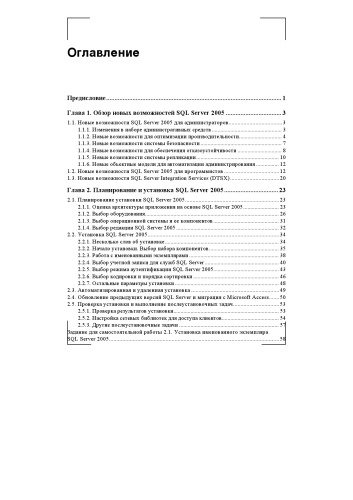 Оглавление
Предисловие ... 1
Глава 1. Обзор новых возможностей SQL Server 2005 ... 3
1.1. Новые возможности SQL Server 2005 для администраторов ... 3
1.1.1. Изменения в наборе административных средств ... 3
1.1.2. Новые возможности для оптимизации производительности ... 4
1.1.3. Новые возможности системы безопасности ... 7
1.1.4. Новые возможности для обеспечения отказоустойчивости ... 8
1.1.5. Новые возможности системы репликации ... 10
1.1.6. Новые объектные модели для автоматизации администрирования ... 12
1.2. Новые возможности SQL Server 2005 для программистов ... 12
1.3. Новые возможности SQL Server Integration Services (DTSX) ... 20
Глава 2. Планирование и установка SQL Server 2005 ... 23
2.1. Планирование установки SQL Server 2005 ... 23
2.1.1. Оценка архитектуры приложения на основе SQL Server 2005 ... 23
2.1.2. Выбор оборудования ... 26
2.1.3. Выбор операционной системы и ее компонентов ... 31
2.1.4. Выбор редакции SQL Server 2005 ... 32
2.2. Установка SQL Server 2005 ... 34
2.2.1. Несколько слов об установке ... 34
2.2.2. Начало установки. Выбор набора компонентов ... 35
2.2.3. Работа с именованными экземплярами ... 38
2.2.4. Выбор учетной записи для служб SQL Server ... 40
2.2.5. Выбор режима аутентификации SQL Server 2005 ... 43
2.2.6. Выбор кодировки и порядка сортировки ... 46
2.2.7. Остальные параметры установки ... 48
2.3. Автоматизированная и удаленная установка ... 49
2.4. Обновление предыдущих версий SQL Server и миграция с Microsoft Access ... 50
2.5. Проверка установки и выполнение послеустановочных задач ... 53
2.5.1. Проверка результатов установки ... 53
2.5.2. Настройка сетевых библиотек для доступа клиентов ... 54
2.5.3. Другие послеустановочные задачи ... 57
Задание для самостоятельной работы 2.1. Установка именованного экземпляра
SQL Server 2005 ... 58